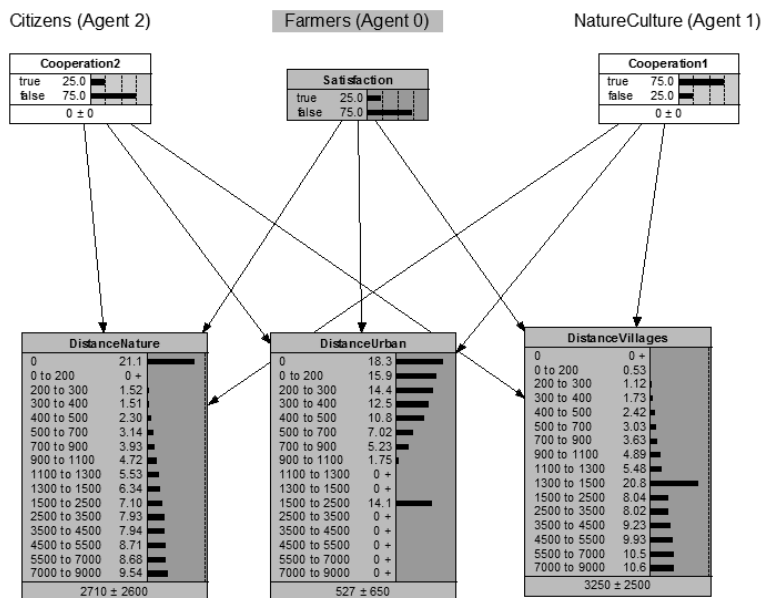 Citizens (Agent 2)
Farmers (Agent 0)
NatureCulture (Agent 1)
Cooperation2
true 25.0
false 75.0
0 ± 0
Satisfaction
true 25.0
false 75.0
Cooperation1
true 75.0
false 25.0
0 ± 0
DistanceNature
0 21.1
0 to 200 0 +
200 to 300 1.52
300 to 400 1.51
400 to 500 2.30
500 to 700 3.14
700 to 900 3.93
900 to 1100 4.72
1100 to 1300 5.53
1300 to 1500 6.34
1500 to 2500 7.10
2500 to 3500 7.93
3500 to 4500 7.94
4500 to 5500 8.71
5500 to 7000 8.68
7000 to 9000 9.54
2710 ± 2600
DistanceUrban
0 18.3
0 to 200 15.9
200 to 300 14.4
300 to 400 12.5
400 to 500 10.8
500 to 700 7.02
700 to 900 5.23
900 to 1100 1.75
1100 to 1300 0 +
1300 to 1500 0 +
1500 to 2500 14.1
2500 to 3500 0 +
3500 to 4500 0 +
4500 to 5500 0 +
5500 to 7000 0 +
7000 to 9000 0 +
527 ± 650
DistanceVillages
0 0 +
0 to 200 0.53
200 to 300 1.12
300 to 400 1.73
400 to 500 2.42
500 to 700 3.03
700 to 900 3.63
900 to 1100 4.89
1100 to 1300 5.48
1300 to 1500 20.8
1500 to 2500 8.04
2500 to 3500 8.02
3500 to 4500 9.23
4500 to 5500 9.93
5500 to 7000 10.5
7000 to 9000 10.6
3250 ± 2500